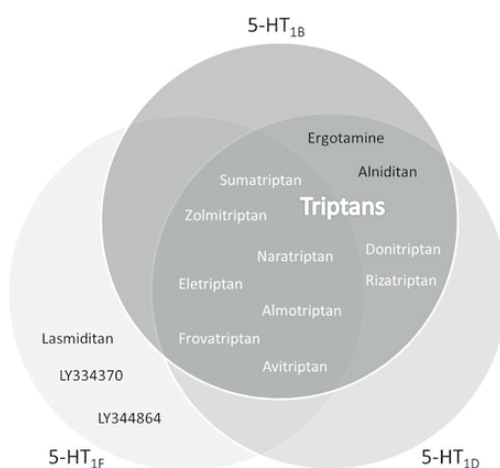 5-HT1B
Ergotamine
Alniditan
Sumatriptan
Triptans
Zolmitriptan
Donitriptan
Naratriptan
Rizatriptan
Eletriptan
Almotriptan
Lasmiditan
Frovatriptan
Avitriptan
LY334370
LY344864
5-HT1F
5-HT1D